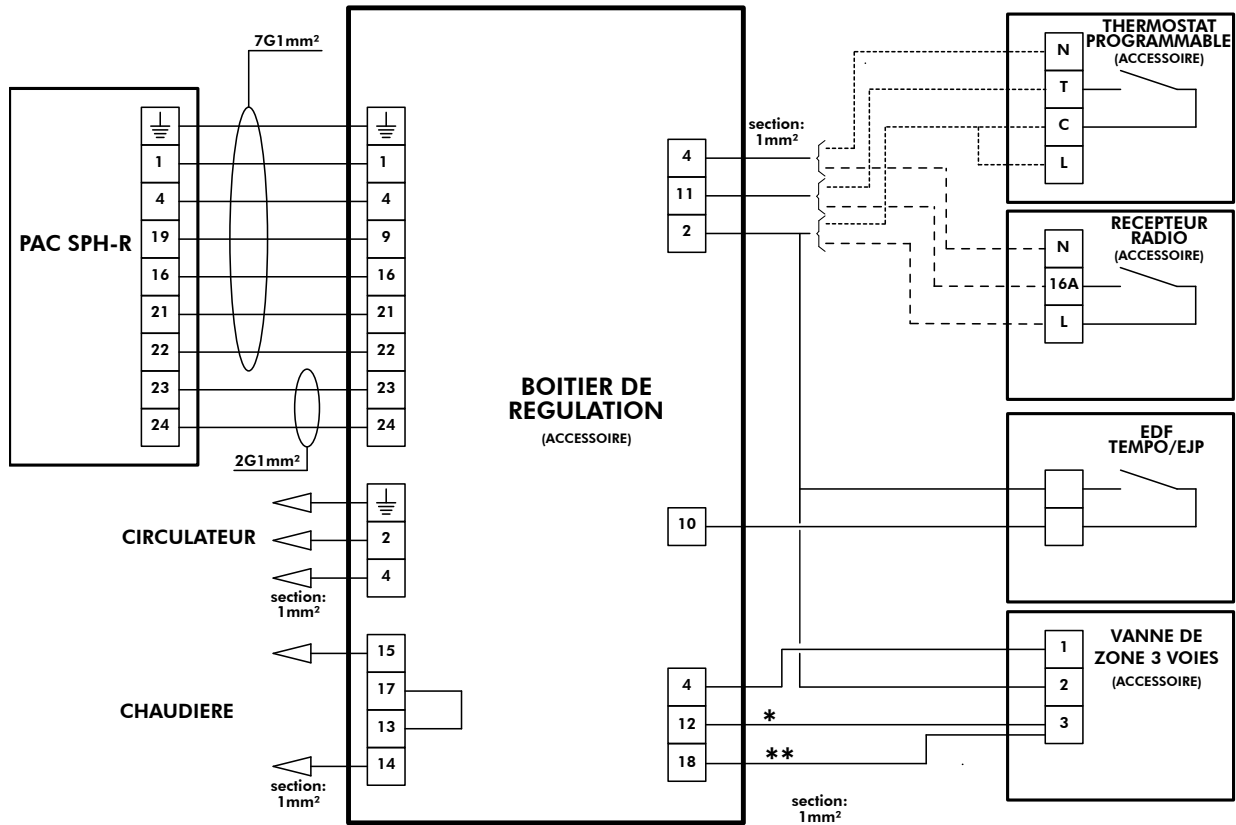 7G1mm²
PAC SPH-R
1
4
19
16
21
22
23
24
1
4
9
16
21
22
23
24
2G1mm²
CIRCULATEUR
2
4
section:
1mm²
CHAUDIERE
15
17
13
14
section:
1mm²
BOITIER DE
REGULATION
(ACCESSOIRE)
4
11
2
10
4
12
18
*
**
section:
1mm²
section:
1mm²
THERMOSTAT
PROGRAMMABLE
(ACCESSOIRE)
N
T
C
L
RECEPTEUR
RADIO
(ACCESSOIRE)
N
16A
L
EDF
TEMPO/EJP
VANNE DE
ZONE 3 VOIES
(ACCESSOIRE)
1
2
3